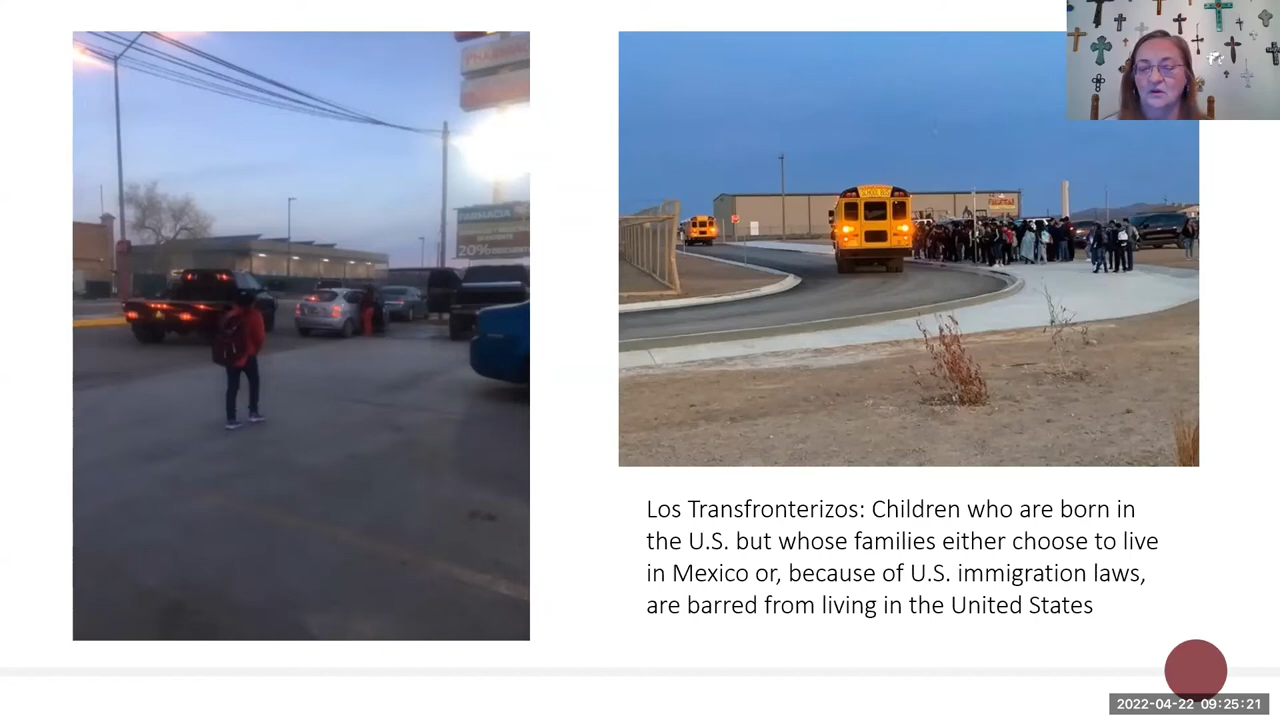 PHARMA
FARMACIA
20% DESCUENTO
SCHOOL BUS
Los Transfronterizos: Children who are born in
the U.S. but whose families either choose to live
in Mexico or, because of U.S. immigration laws,
are barred from living in the United States
2022-04-22 09:25:21